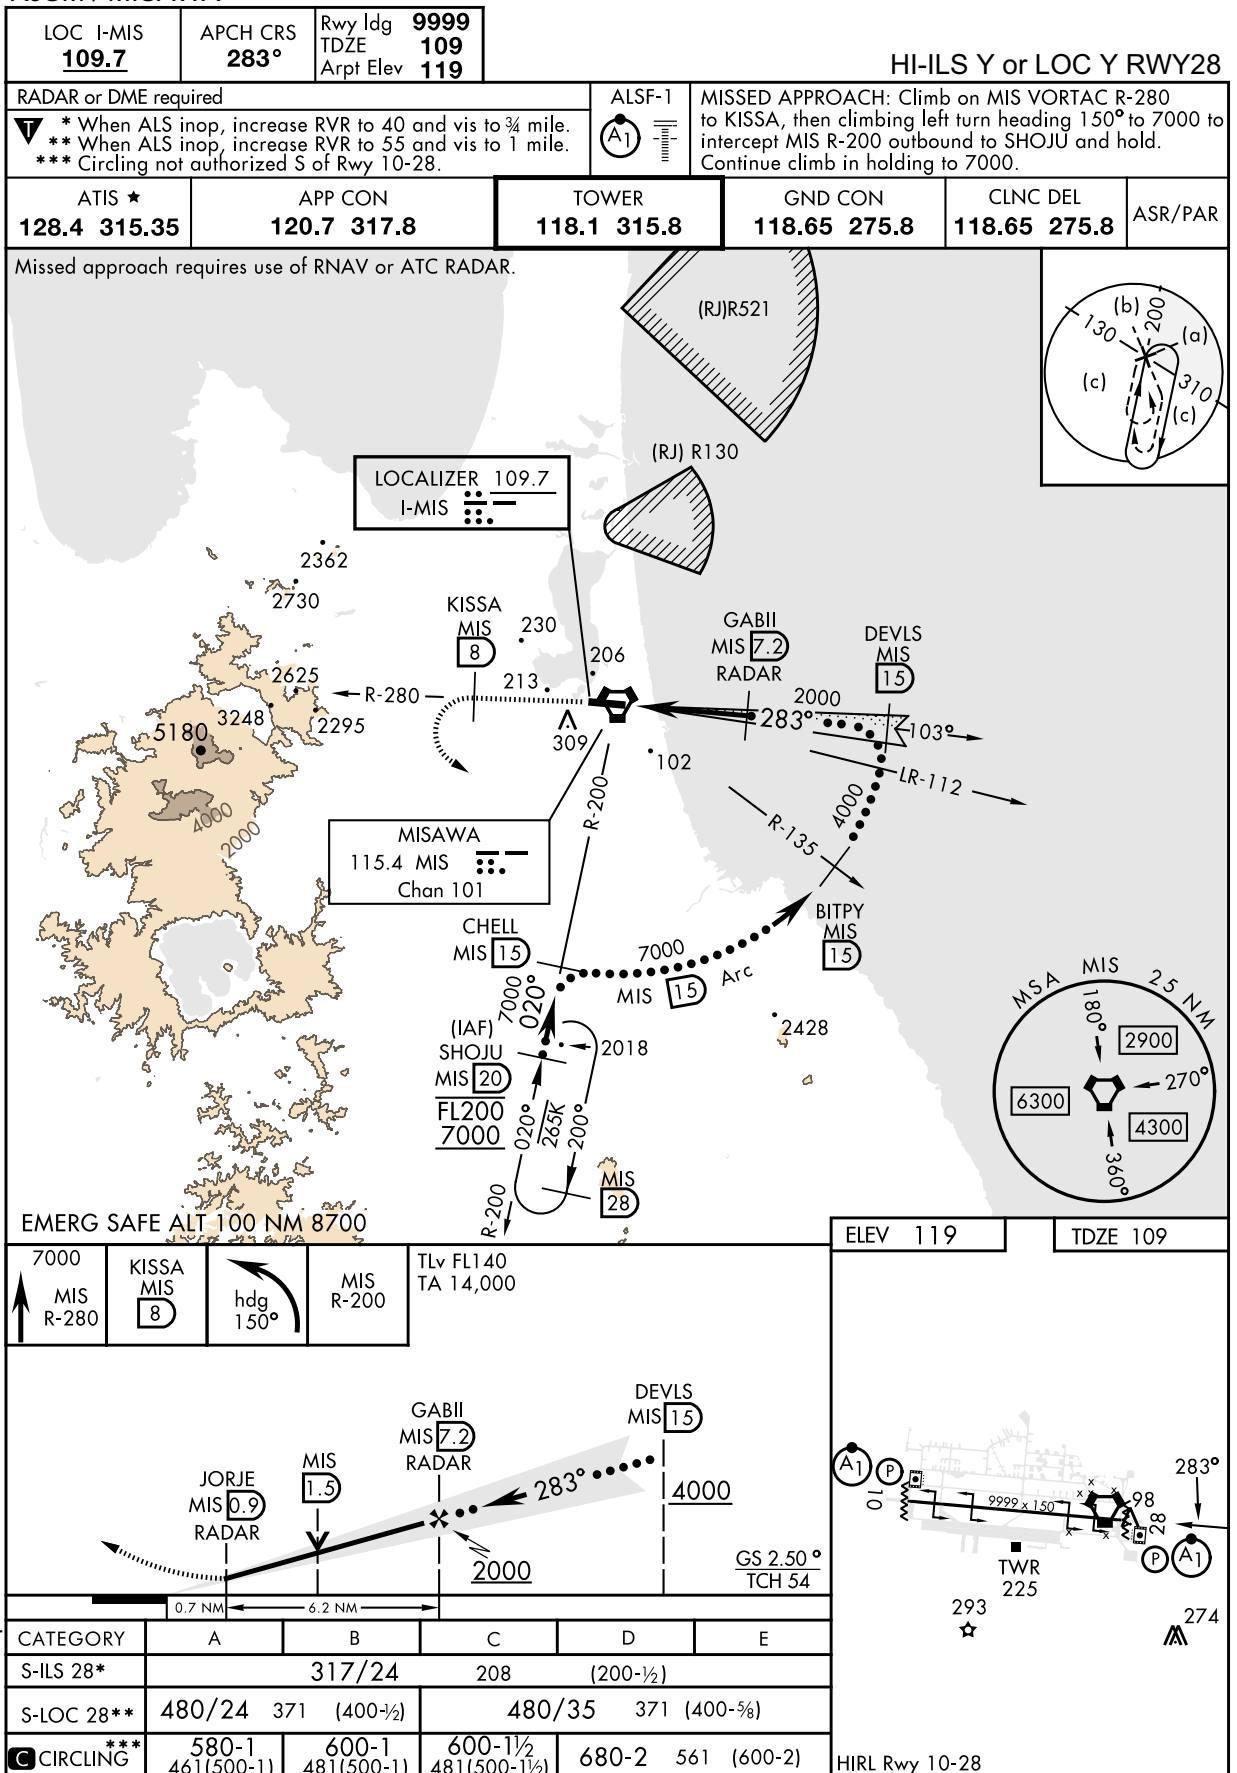 LOC I-MIS
109.7
APCH CRS
283°
Rwy ldg 9999
TDZE 109
Arpt Elev 119
HI-ILS Y or LOC Y RWY28
RADAR or DME required
T
* When ALS inop, increase RVR to 40 and vis to ¾ mile.
** When ALS inop, increase RVR to 55 and vis to 1 mile.
*** Circling not authorized S of Rwy 10-28.
ALSF-1
A1
MISSED APPROACH: Climb on MIS VORTAC R-280
to KISSA, then climbing left turn heading 150° to 7000 to
intercept MIS R-200 outbound to SHOJU and hold.
Continue climb in holding to 7000.
ATIS ★
128.4 315.35
APP CON
120.7 317.8
TOWER
118.1 315.8
GND CON
118.65 275.8
CLNC DEL
118.65 275.8
ASR/PAR
Missed approach requires use of RNAV or ATC RADAR.
(RJ)R521
(b)
200
130
(a)
(c)
310
(c)
(RJ) R130
LOCALIZER 109.7
I-MIS
2362
2730
KISSA
MIS
8
230
206
213
GABII
MIS 7.2
RADAR
DEVLS
MIS
15
2625
R-280
3248
2295
5180
309
2000
283°
103°
102
LR-112
R-200
4000
4000
2000
R-135
MISAWA
115.4 MIS
Chan 101
CHELL
MIS 15
7000
MIS 15 Arc
BITPY
MIS
15
7000
020°
(IAF)
SHOJU
MIS 20
FL200
7000
2018
2428
020°
265K
200°
MIS
28
R-200
MSA MIS 25 NM
180°
2900
270°
6300
4300
360°
EMERG SAFE ALT 100 NM 8700
ELEV 119
TDZE 109
7000
MIS
R-280
KISSA
MIS
8
hdg
150°
MIS
R-200
TLv FL140
TA 14,000
DEVLS
MIS 15
GABII
MIS 7.2
RADAR
MIS
1.5
JORJE
MIS 0.9
RADAR
283°
4000
2000
GS 2.50°
TCH 54
0.7 NM
6.2 NM
A1
P
10
9999 x 150
98
28
283°
P
A1
TWR
225
293
274
HIRL Rwy 10-28
CATEGORY A B C D E
S-ILS 28* 317/24 208 (200-½)
S-LOC 28** 480/24 371 (400-½) 480/35 371 (400-⅝)
C CIRCLING*** 580-1 600-1 600-1½ 680-2 561 (600-2)
461(500-1) 481(500-1) 481(500-1½)